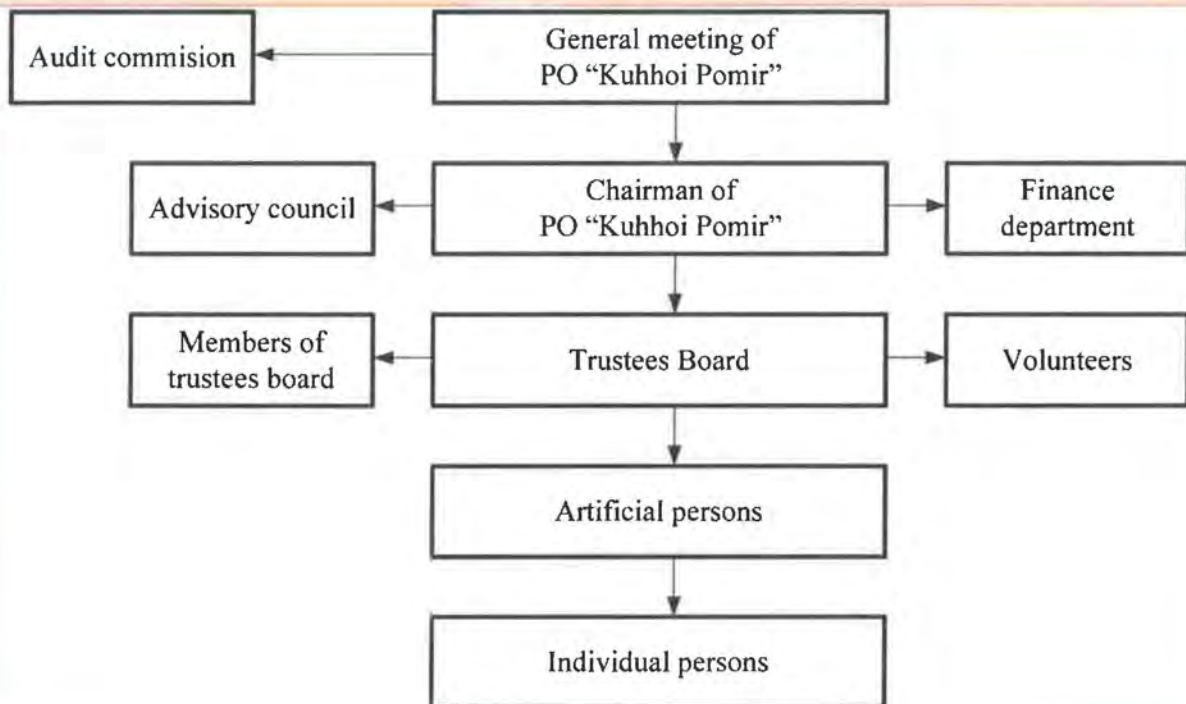 Audit commision
General meeting of
PO “Kuhhoi Pomir”
Advisory council
Chairman of
PO “Kuhhoi Pomir”
Finance
department
Members of
trustees board
Trustees Board
Volunteers
Artificial persons
Individual persons